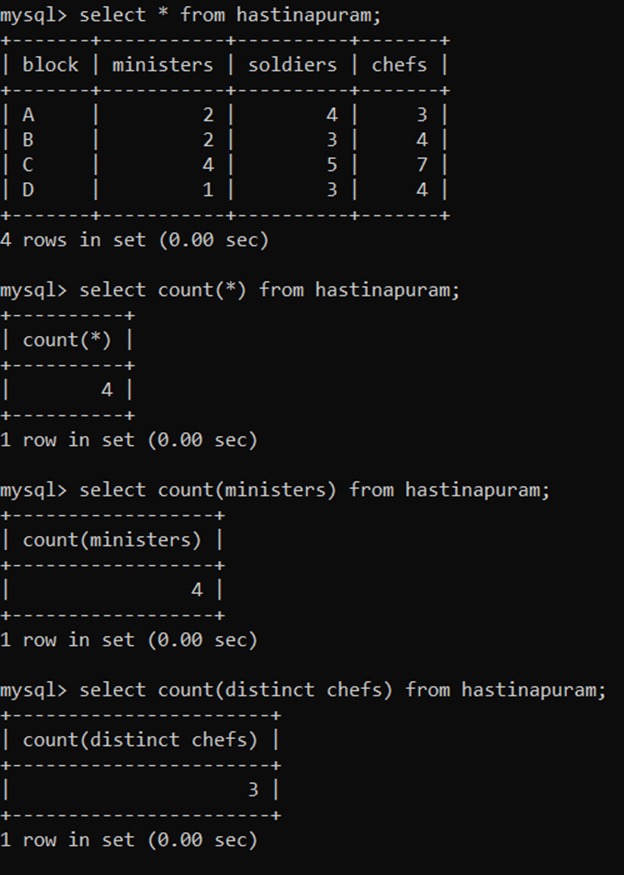 mysql> select * from hastinapuram;
+-------+-----------+----------+-------+
| block | ministers | soldiers | chefs |
+-------+-----------+----------+-------+
| A     |         2 |        4 |     3 |
| B     |         2 |        3 |     4 |
| C     |         4 |        5 |     7 |
| D     |         1 |        3 |     4 |
+-------+-----------+----------+-------+
4 rows in set (0.00 sec)

mysql> select count(*) from hastinapuram;
+----------+
| count(*) |
+----------+
|        4 |
+----------+
1 row in set (0.00 sec)

mysql> select count(ministers) from hastinapuram;
+------------------+
| count(ministers) |
+------------------+
|                4 |
+------------------+
1 row in set (0.00 sec)

mysql> select count(distinct chefs) from hastinapuram;
+-----------------------+
| count(distinct chefs) |
+-----------------------+
|                     3 |
+-----------------------+
1 row in set (0.00 sec)